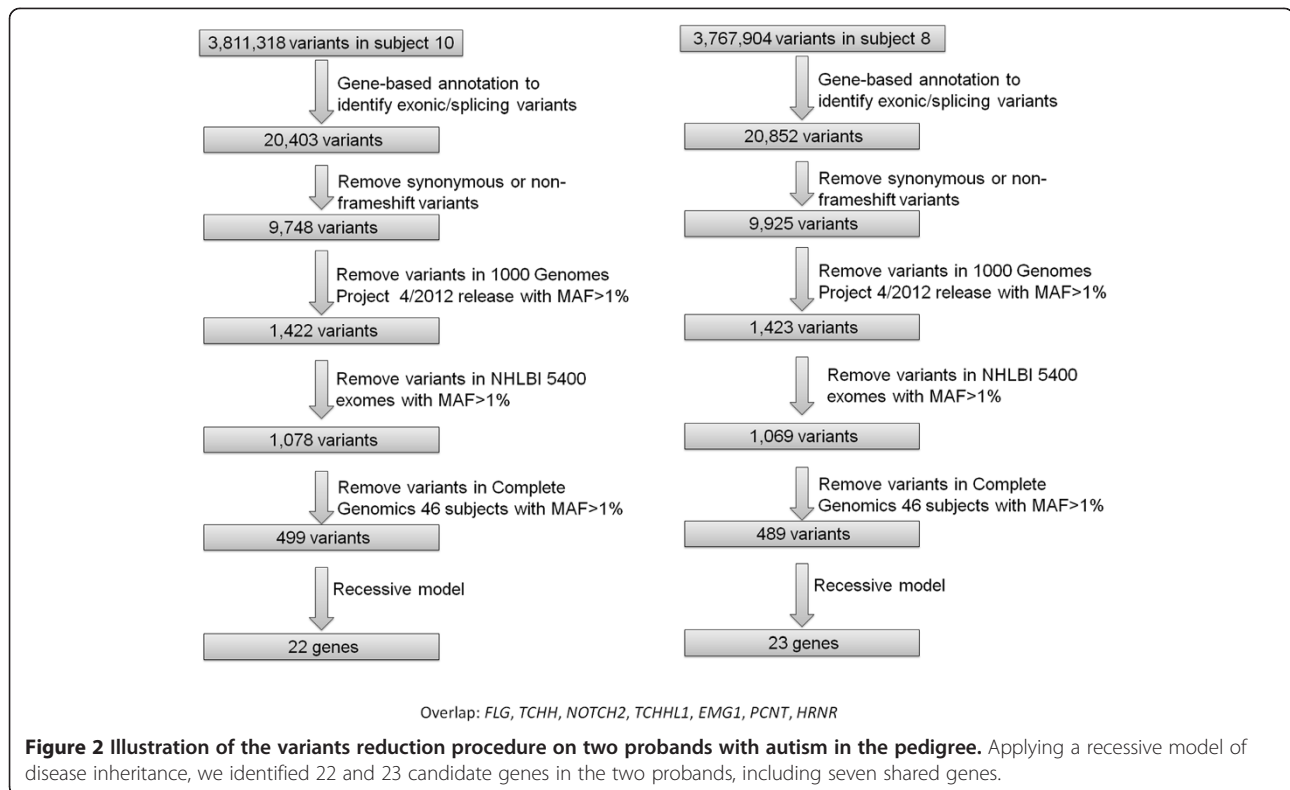 3,811,318 variants in subject 10
Gene-based annotation to
identify exonic/splicing variants
20,403 variants
Remove synonymous or non-
frameshift variants
9,748 variants
Remove variants in 1000 Genomes
Project 4/2012 release with MAF>1%
1,422 variants
Remove variants in NHLBI 5400
exomes with MAF>1%
1,078 variants
Remove variants in Complete
Genomics 46 subjects with MAF>1%
499 variants
Recessive model
22 genes
3,767,904 variants in subject 8
Gene-based annotation to
identify exonic/splicing variants
20,852 variants
Remove synonymous or non-
frameshift variants
9,925 variants
Remove variants in 1000 Genomes
Project 4/2012 release with MAF>1%
1,423 variants
Remove variants in NHLBI 5400
exomes with MAF>1%
1,069 variants
Remove variants in Complete
Genomics 46 subjects with MAF>1%
489 variants
Recessive model
23 genes
Overlap: FLG, TCHH, NOTCH2, TCHHL1, EMG1, PCNT, HRNR
Figure 2 Illustration of the variants reduction procedure on two probands with autism in the pedigree. Applying a recessive model of
disease inheritance, we identified 22 and 23 candidate genes in the two probands, including seven shared genes.